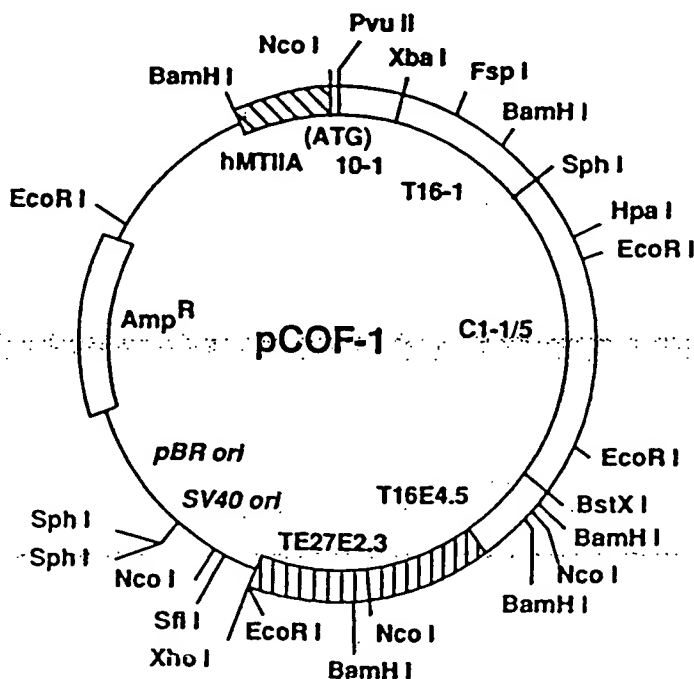 Nco I
Pvu II
Xba I
Fsp I
BamH I
BamH I
Sph I
Hpa I
EcoR I
EcoR I
BstX I
BamH I
Nco I
BamH I
Nco I
BamH I
EcoR I
Xho I
Sfi I
Nco I
Sph I
Sph I
EcoR I
hMTIIA
(ATG)
10-1
T16-1
C1-1/5
T16E4.5
TE27E2.3
SV40 ori
pBR ori
AmpR
pCOF-1